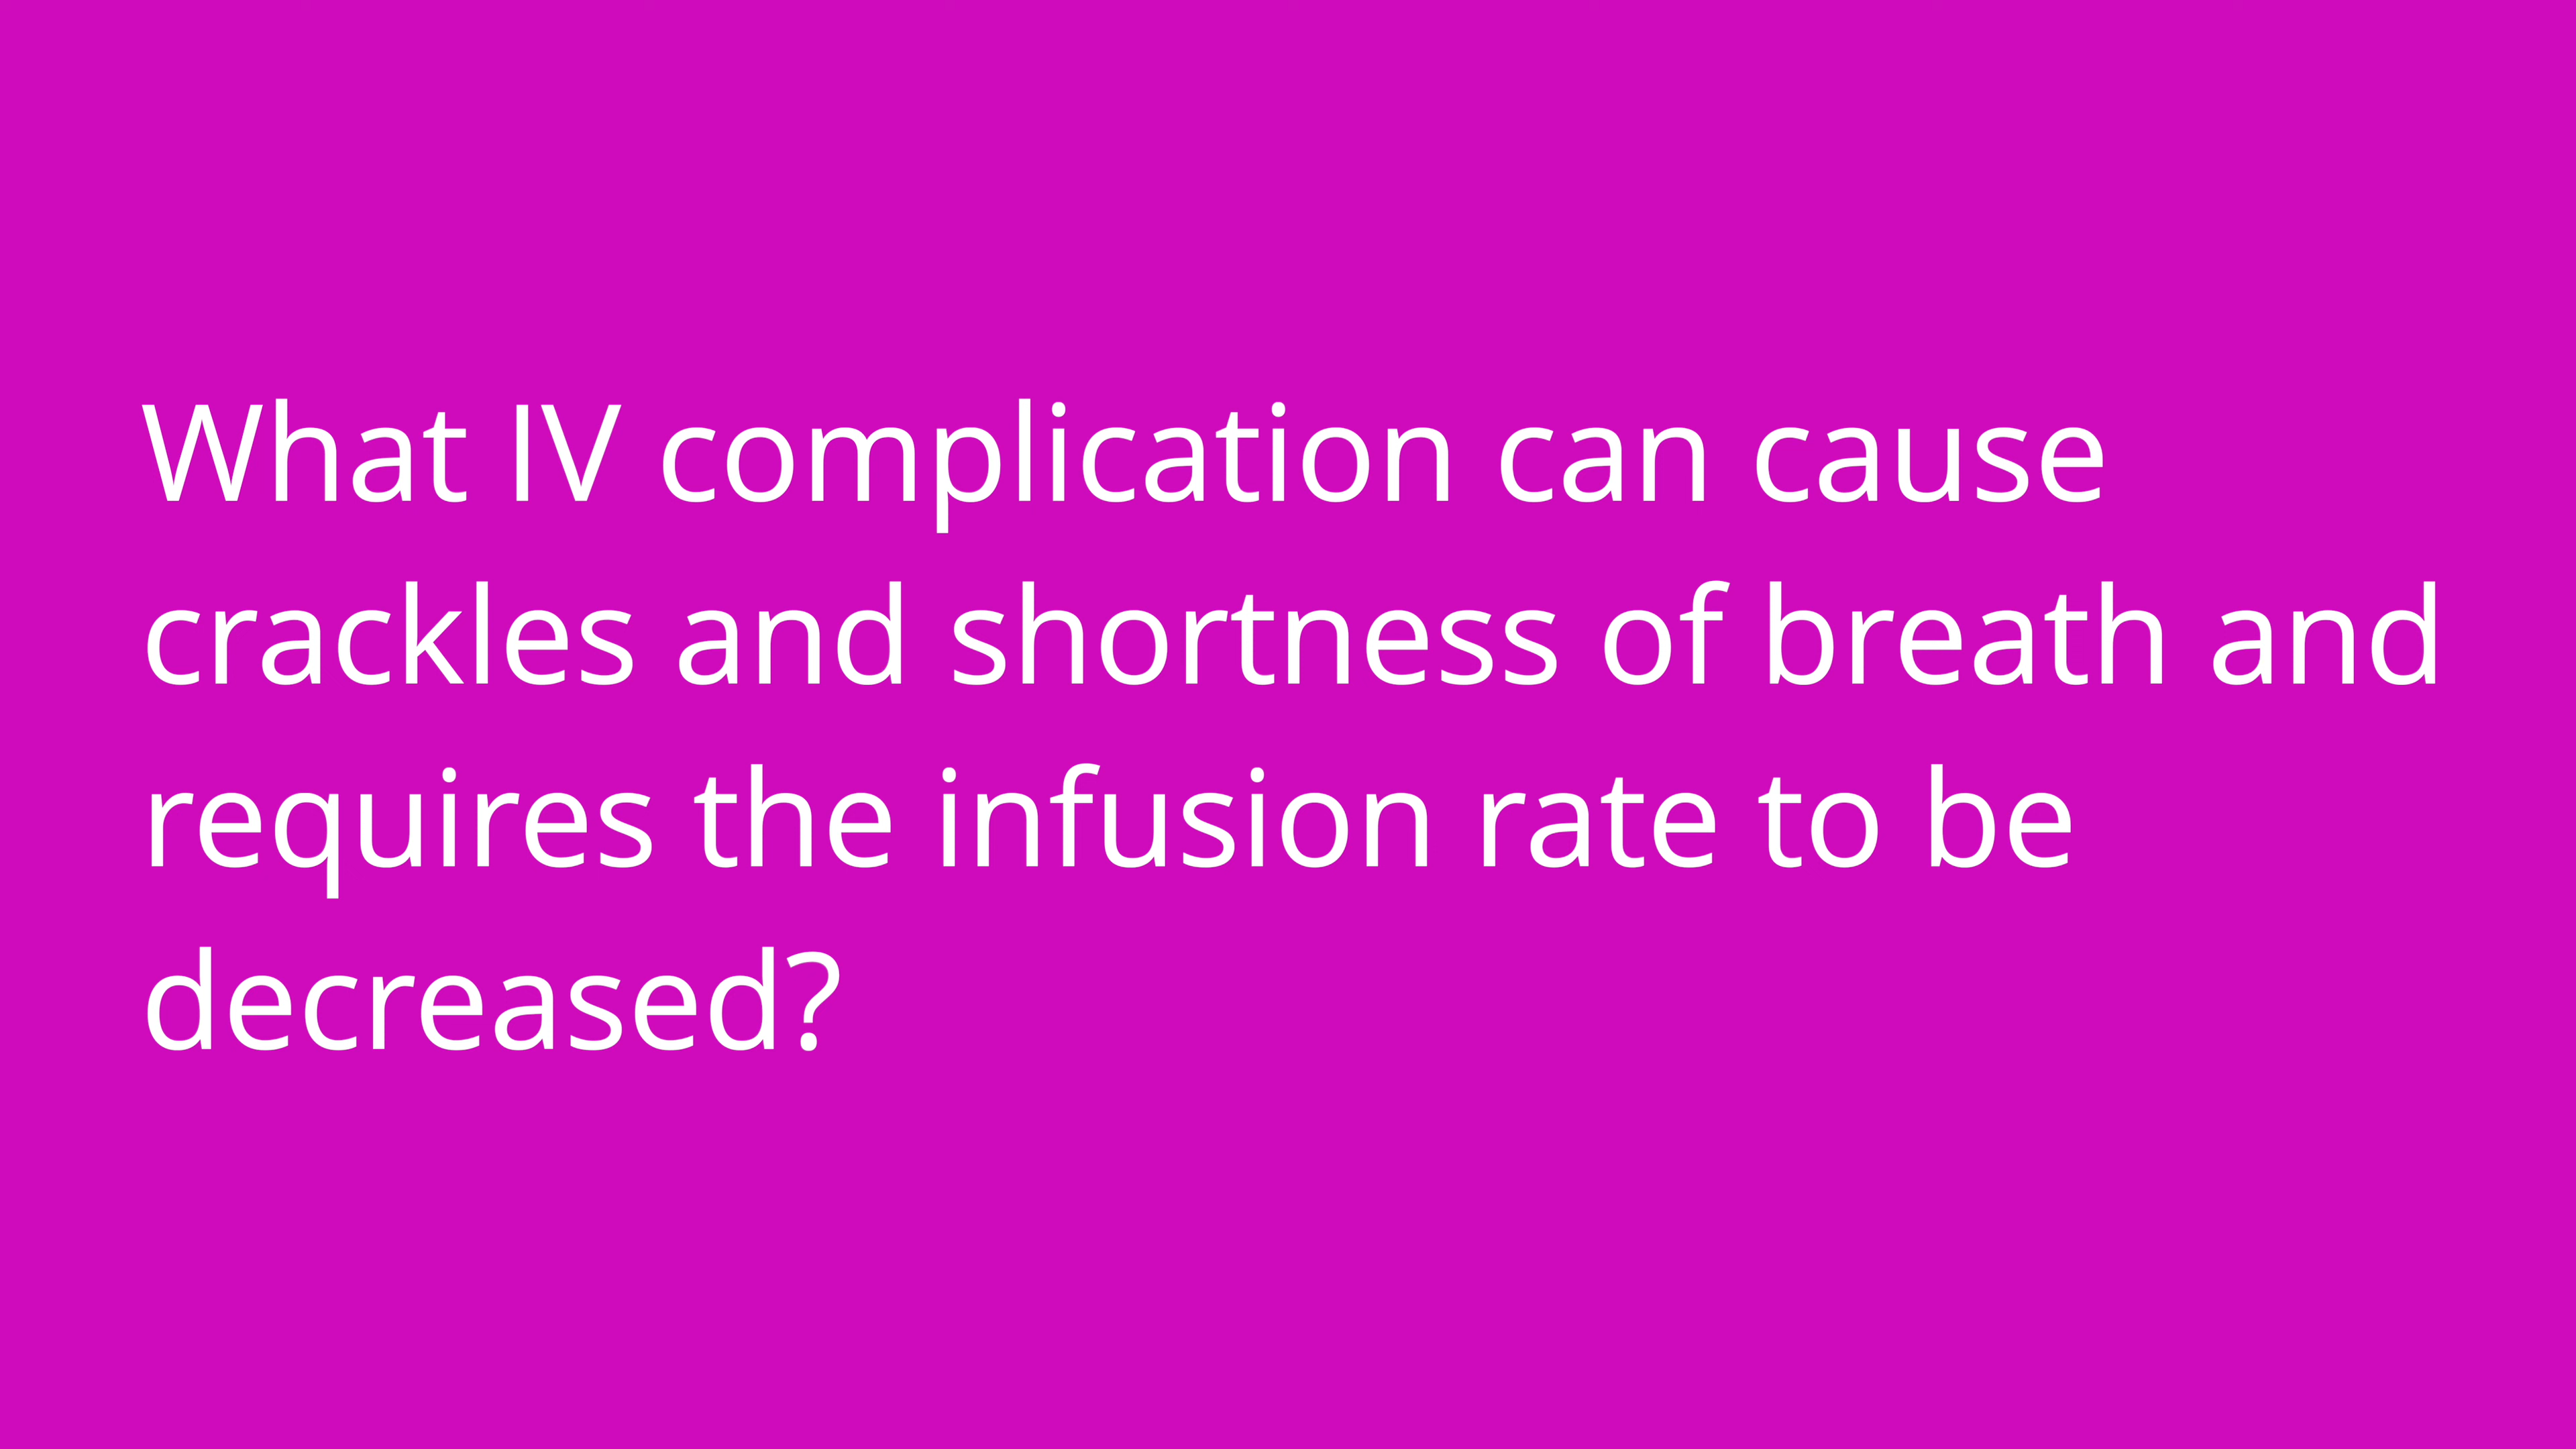 What IV complication can cause
crackles and shortness of breath and
requires the infusion rate to be
decreased?